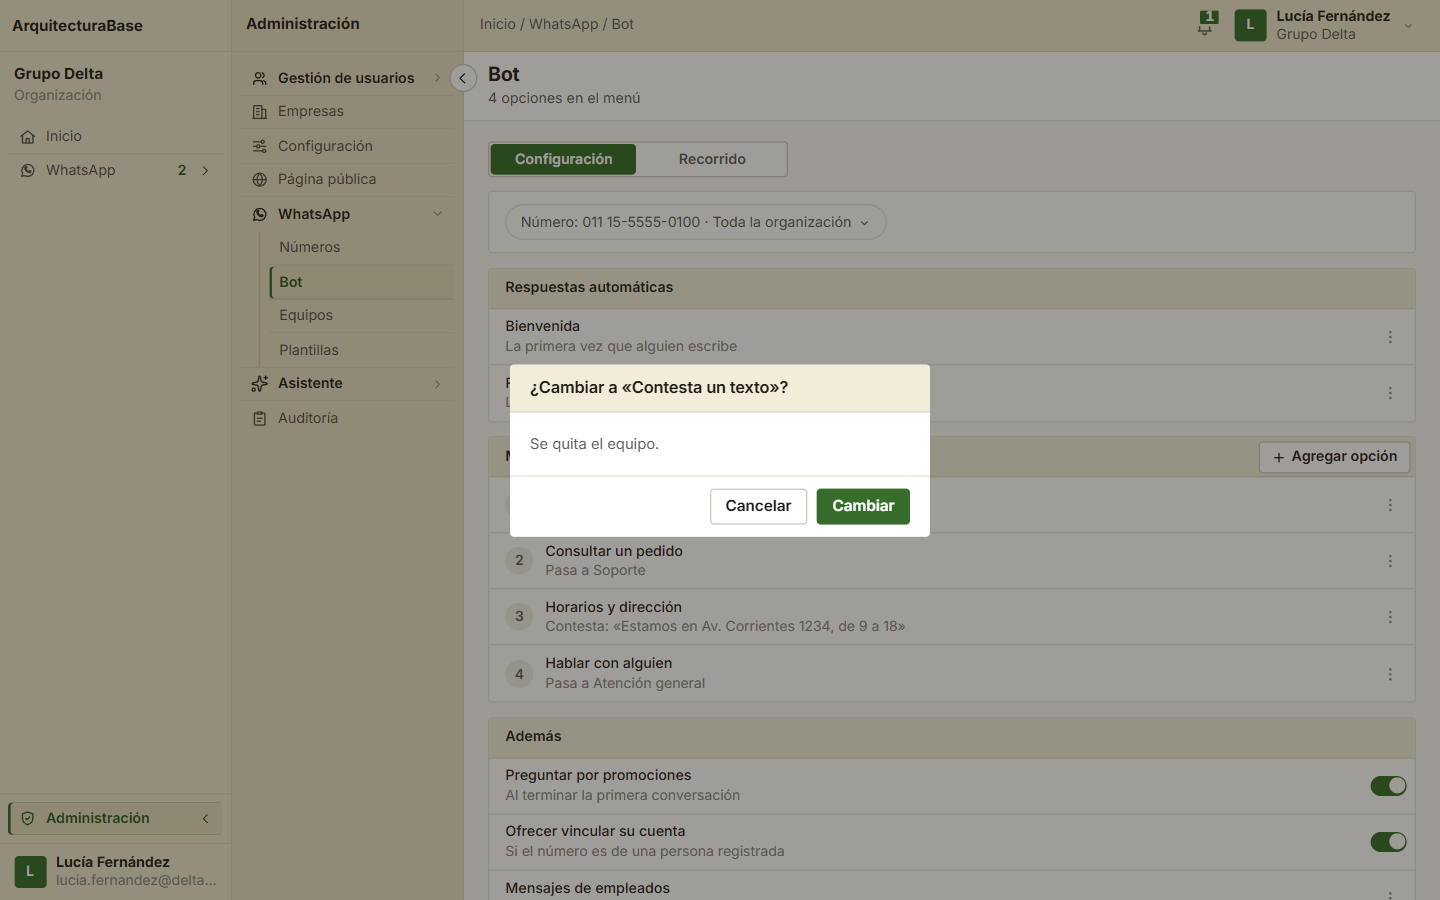 ArquitecturaBase
Grupo Delta
Organización
Inicio
WhatsApp 2
Administración
Lucía Fernández
lucia.fernandez@delta...
Administración
Gestión de usuarios
Empresas
Configuración
Página pública
WhatsApp
Números
Bot
Equipos
Plantillas
Asistente
Auditoría
Inicio / WhatsApp / Bot
1
L
Lucía Fernández
Grupo Delta
Bot
4 opciones en el menú
Configuración
Recorrido
Número: 011 15-5555-0100 · Toda la organización
Respuestas automáticas
Bienvenida
La primera vez que alguien escribe
¿Cambiar a «Contesta un texto»?
Se quita el equipo.
Cancelar
Cambiar
+ Agregar opción
2
Consultar un pedido
Pasa a Soporte
3
Horarios y dirección
Contesta: «Estamos en Av. Corrientes 1234, de 9 a 18»
4
Hablar con alguien
Pasa a Atención general
Además
Preguntar por promociones
Al terminar la primera conversación
Ofrecer vincular su cuenta
Si el número es de una persona registrada
Mensajes de empleados
L